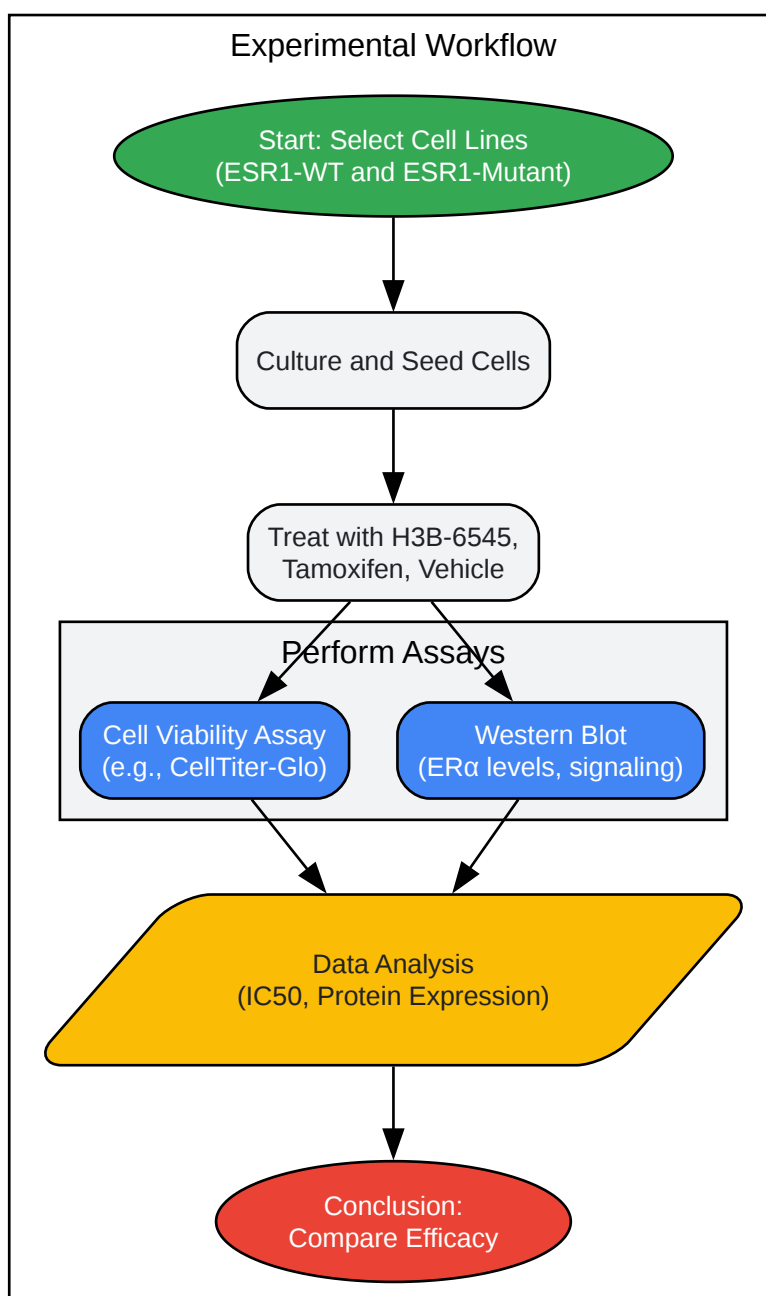 Experimental Workflow
Start: Select Cell Lines
(ESR1-WT and ESR1-Mutant)
Culture and Seed Cells
Treat with H3B-6545,
Tamoxifen, Vehicle
Perform Assays
Cell Viability Assay
(e.g., CellTiter-Glo)
Western Blot
(ERα levels, signaling)
Data Analysis
(IC50, Protein Expression)
Conclusion:
Compare Efficacy